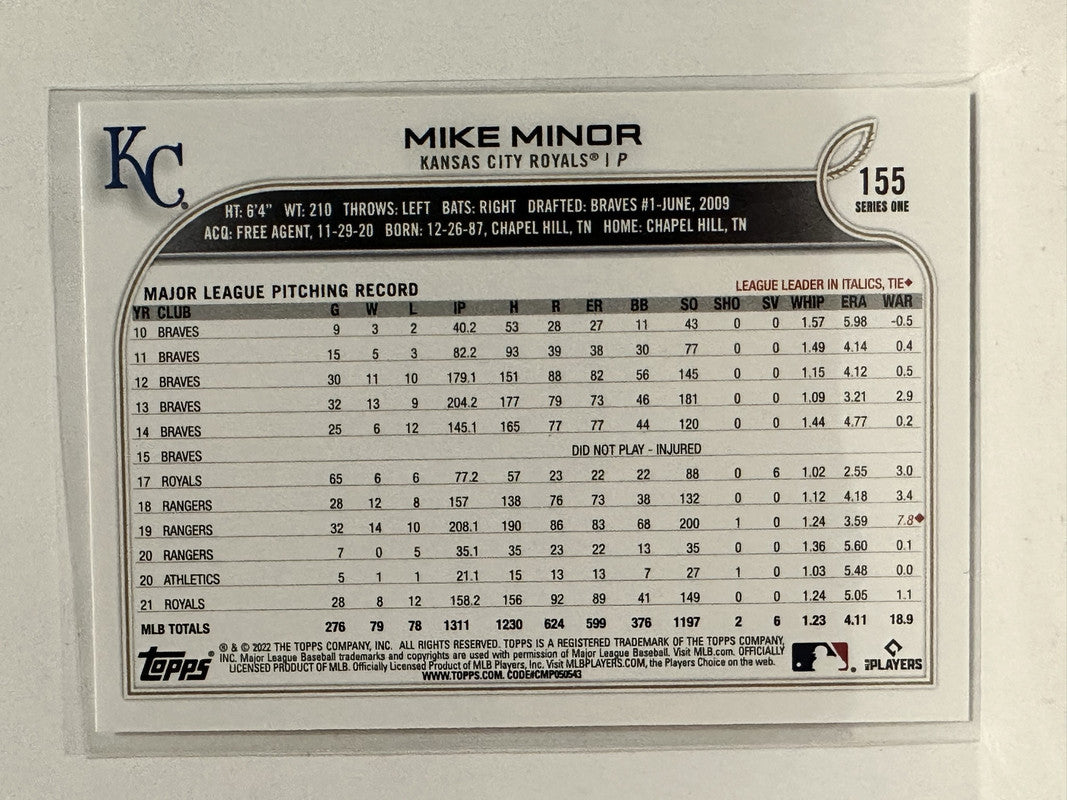 KC
MIKE MINOR
KANSAS CITY ROYALS® | P
155
SERIES ONE
HT: 6'4" WT: 210 THROWS: LEFT BATS: RIGHT DRAFTED: BRAVES #1-JUNE, 2009
ACQ: FREE AGENT, 11-29-20 BORN: 12-26-87, CHAPEL HILL, TN HOME: CHAPEL HILL, TN
MAJOR LEAGUE PITCHING RECORD
LEAGUE LEADER IN ITALICS, TIE◆
YR CLUB G W L IP H R ER BB SO SHO SV WHIP ERA WAR
10 BRAVES 9 3 2 40.2 53 28 27 11 43 0 0 1.57 5.98 -0.5
11 BRAVES 15 5 3 82.2 93 39 38 30 77 0 0 1.49 4.14 0.4
12 BRAVES 30 11 10 179.1 151 88 82 56 145 0 0 1.15 4.12 0.5
13 BRAVES 32 13 9 204.2 177 79 73 46 181 0 0 1.09 3.21 2.9
14 BRAVES 25 6 12 145.1 165 77 77 44 120 0 0 1.44 4.77 0.2
15 BRAVES DID NOT PLAY - INJURED
17 ROYALS 65 6 6 77.2 57 23 22 22 88 0 6 1.02 2.55 3.0
18 RANGERS 28 12 8 157 138 76 73 38 132 0 0 1.12 4.18 3.4
19 RANGERS 32 14 10 208.1 190 86 83 68 200 1 0 1.24 3.59 7.8◆
20 RANGERS 7 0 5 35.1 35 23 22 13 35 0 0 1.36 5.60 0.1
20 ATHLETICS 5 1 1 21.1 15 13 13 7 27 1 0 1.03 5.48 0.0
21 ROYALS 28 8 12 158.2 156 92 89 41 149 0 0 1.24 5.05 1.1
MLB TOTALS 276 79 78 1311 1230 624 599 376 1197 2 6 1.23 4.11 18.9
Topps®
® & © 2022 THE TOPPS COMPANY, INC. ALL RIGHTS RESERVED. TOPPS IS A REGISTERED TRADEMARK OF THE TOPPS COMPANY,
INC. Major League Baseball trademarks and copyrights are used with permission of Major League Baseball. Visit MLB.com. OFFICIALLY
LICENSED PRODUCT OF MLB. Officially Licensed Product of MLB Players, Inc. Visit MLBPLAYERS.COM, the Players Choice on the web.
WWW.TOPPS.COM. CODE#CMP050543
MLB PLAYERS